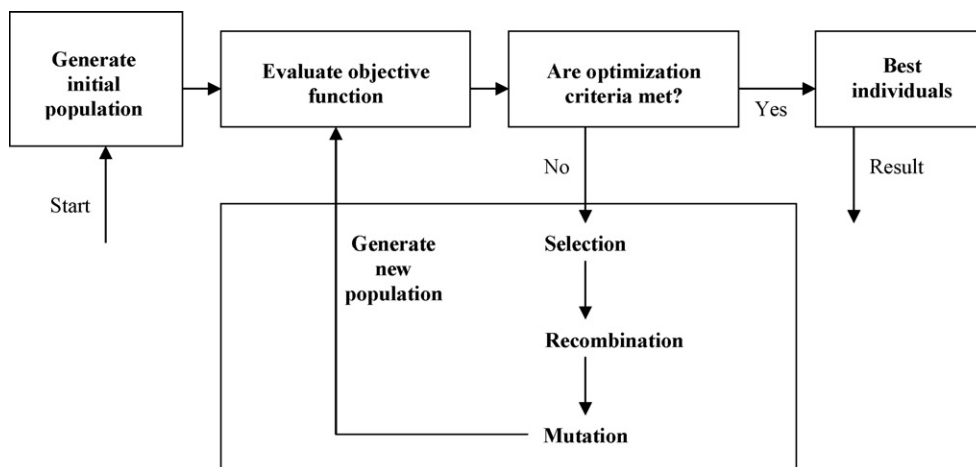 Generate
initial
population
Evaluate objective
function
Are optimization
criteria met?
Best
individuals
Yes
No
Result
Start
Generate
new
population
Selection
Recombination
Mutation